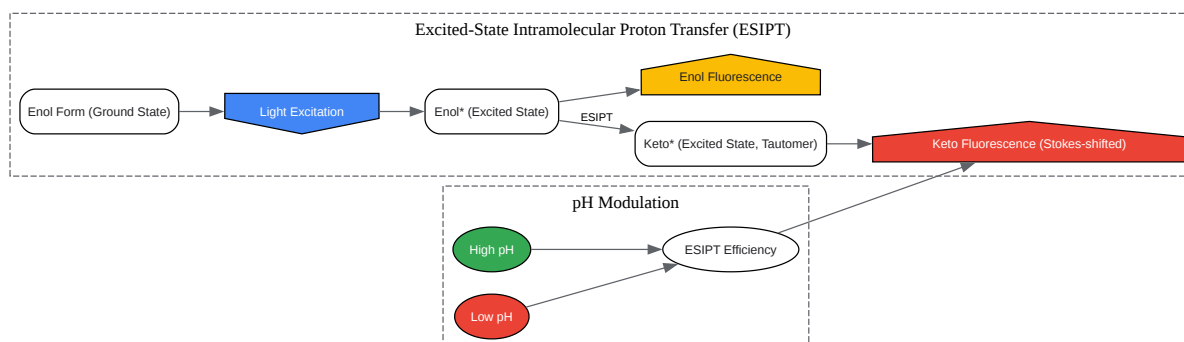 Excited-State Intramolecular Proton Transfer (ESIPT)
Enol Form (Ground State)
Light Excitation
Enol* (Excited State)
Enol Fluorescence
ESIPT
Keto* (Excited State, Tautomer)
Keto Fluorescence (Stokes-shifted)
pH Modulation
High pH
ESIPT Efficiency
Low pH